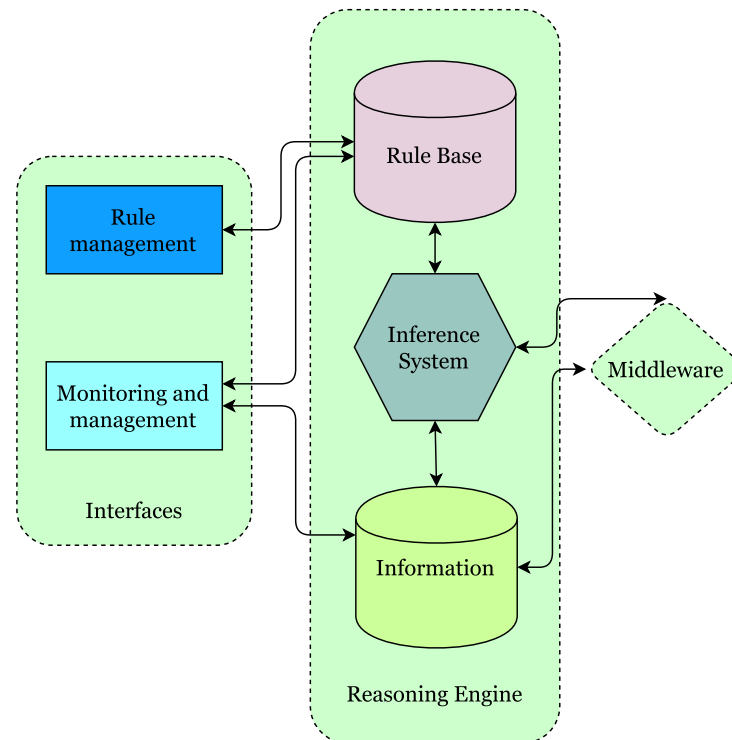 Rule Base
Rule
management
Inference
System
Middleware
Monitoring and
management
Interfaces
Information
Reasoning Engine